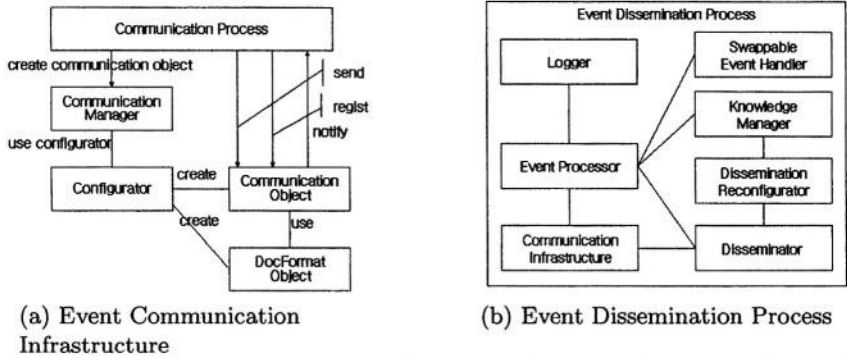 Communication Process
create communication object
send
Communication
Manager
regist
notify
use configurator
Configurator
create
Communication
Object
create
use
DocFormat
Object
(a) Event Communication
Infrastructure
Event Dissemination Process
Logger
Swappable
Event Handler
Knowledge
Manager
Event Processor
Dissemination
Reconfigurator
Communication
Infrastructure
Disseminator
(b) Event Dissemination Process